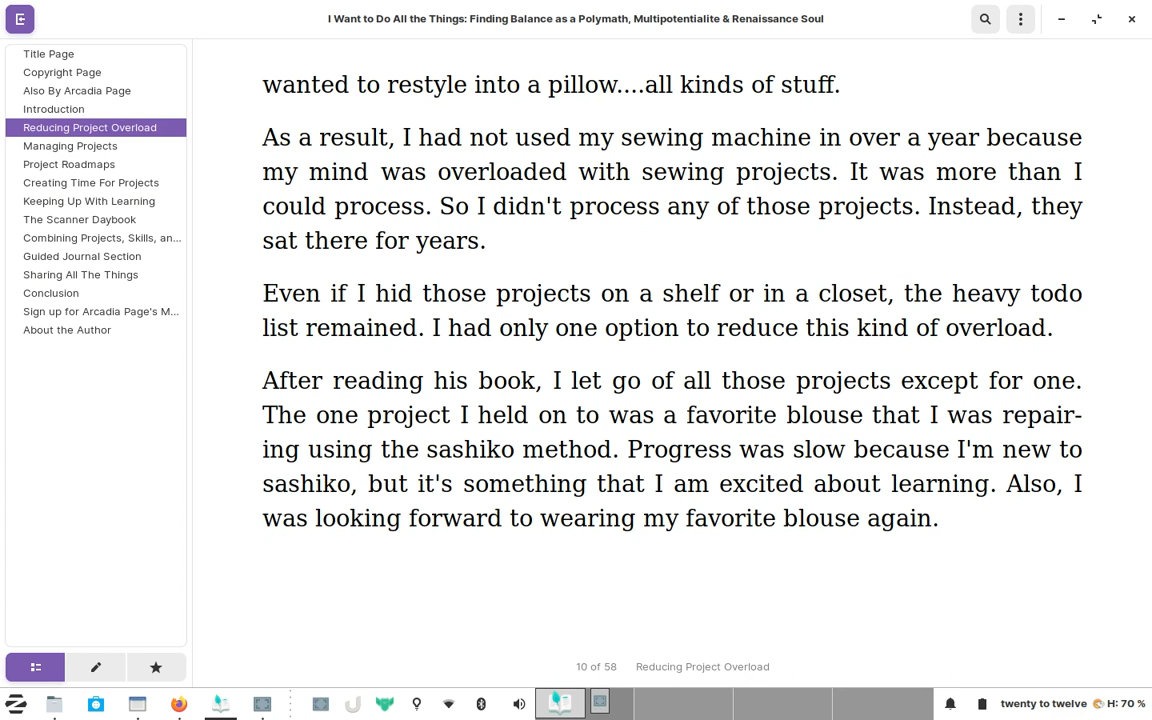 I Want to Do All the Things: Finding Balance as a Polymath, Multipotentialite & Renaissance Soul
Title Page
Copyright Page
Also By Arcadia Page
Introduction
Reducing Project Overload
Managing Projects
Project Roadmaps
Creating Time For Projects
Keeping Up With Learning
The Scanner Daybook
Combining Projects, Skills, an...
Guided Journal Section
Sharing All The Things
Conclusion
Sign up for Arcadia Page's M...
About the Author
wanted to restyle into a pillow....all kinds of stuff.
As a result, I had not used my sewing machine in over a year because
my mind was overloaded with sewing projects. It was more than I
could process. So I didn't process any of those projects. Instead, they
sat there for years.
Even if I hid those projects on a shelf or in a closet, the heavy todo
list remained. I had only one option to reduce this kind of overload.
After reading his book, I let go of all those projects except for one.
The one project I held on to was a favorite blouse that I was repair-
ing using the sashiko method. Progress was slow because I'm new to
sashiko, but it's something that I am excited about learning. Also, I
was looking forward to wearing my favorite blouse again.
10 of 58 Reducing Project Overload
twenty to twelve H: 70 %